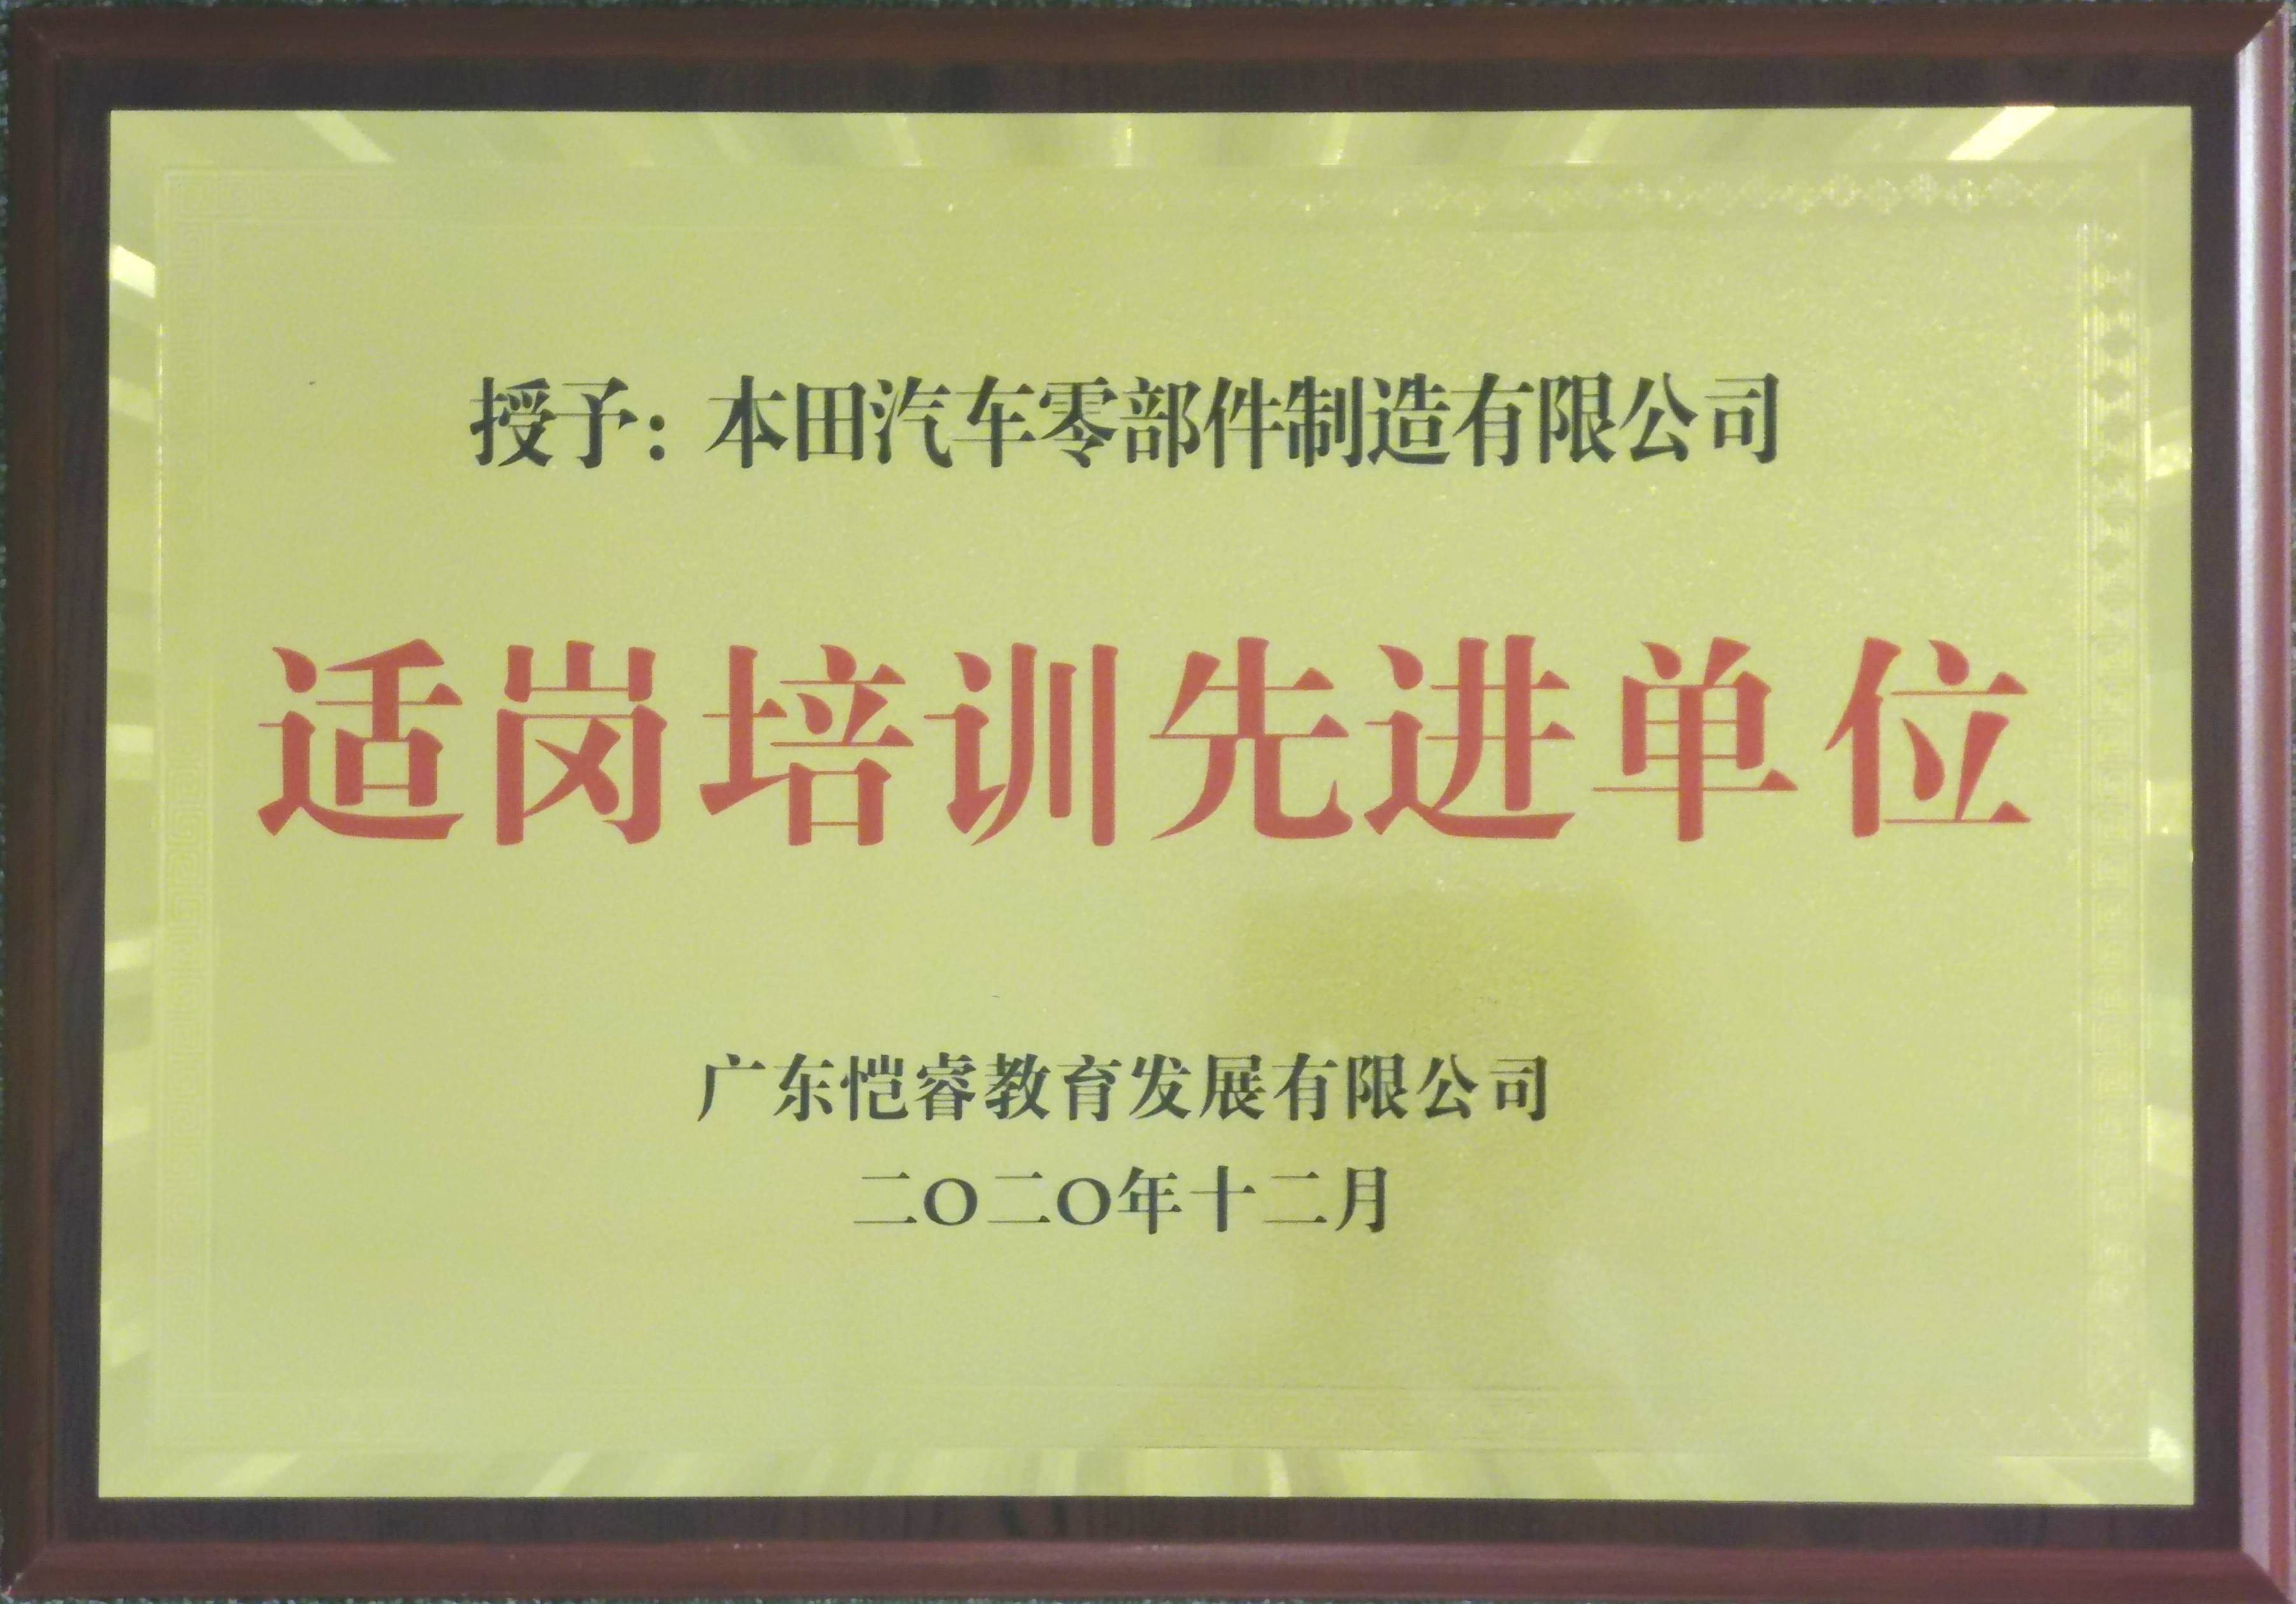 授予：本田汽车零部件制造有限公司
适岗培训先进单位
广东恺睿教育发展有限公司
二〇二〇年十二月